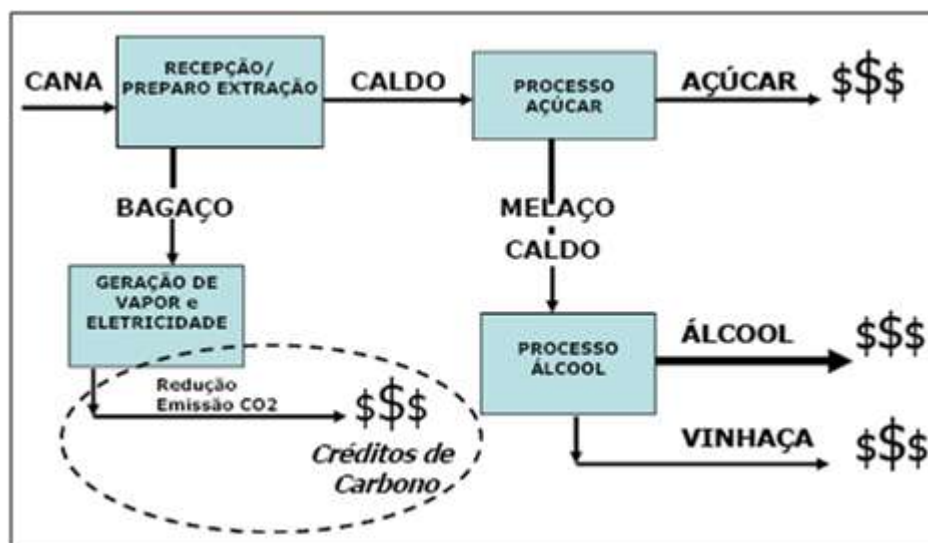 CANA
RECEPÇÃO/
PREPARO EXTRAÇÃO
CALDO
PROCESSO
AÇÚCAR
AÇÚCAR
$$$
BAGAÇO
MELAÇO
CALDO
GERAÇÃO DE
VAPOR e
ELETRICIDADE
PROCESSO
ÁLCOOL
ÁLCOOL
$$$
Redução
Emissão CO2
$$$
Créditos de
Carbono
VINHAÇA
$$$